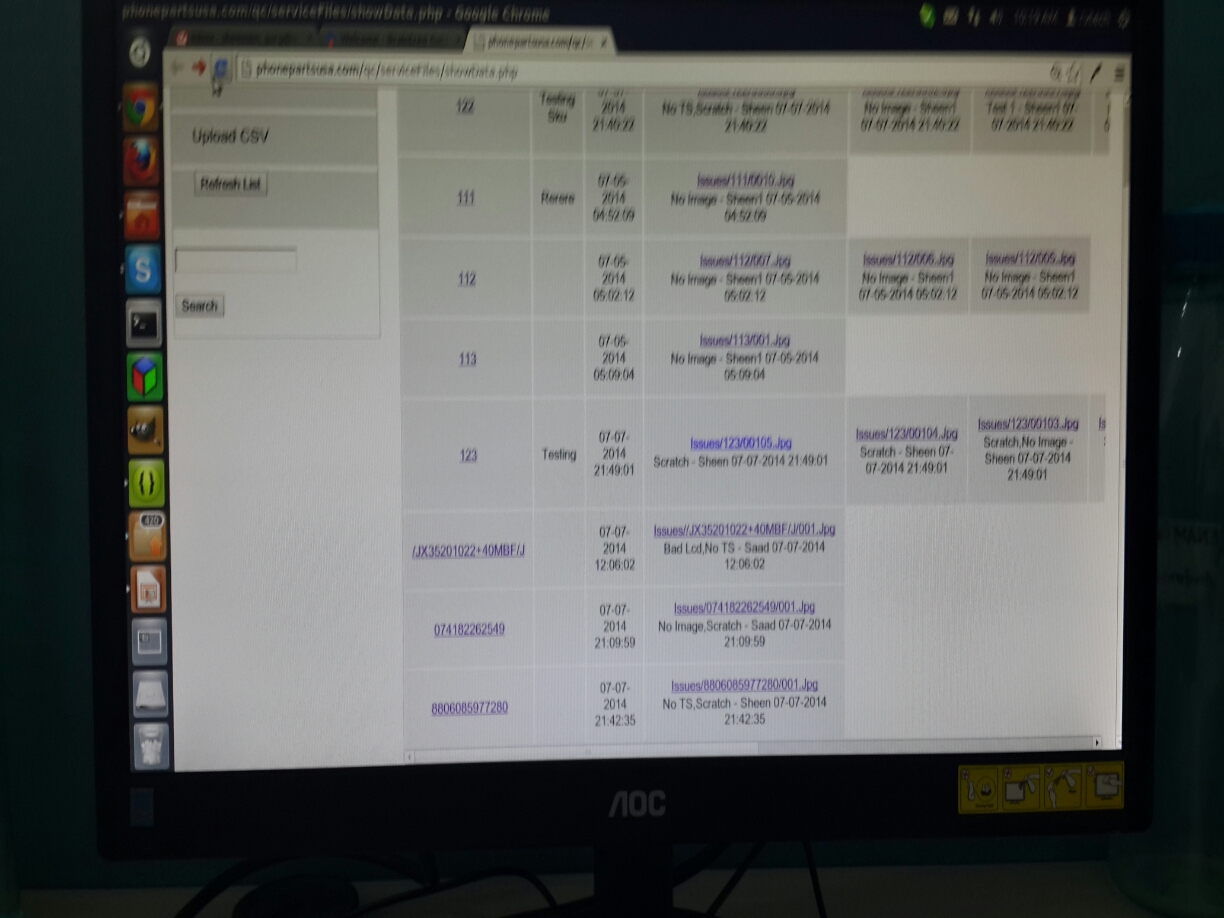 phonepartsusa.com/qc/serviceFiles/showData.php - Google Chrome
phonepartsusa.com/qc/
phonepartsusa.com/qc/serviceFiles/showData.php
Upload CSV
Refresh List
Search
122
Testing
Sku
2014
21:40:22
No TS,Scratch - Sheen 07-07-2014
21:40:22
No Image - Sheen1
07-07-2014 21:40:22
Test 1 - Sheen1 07-
07-2014 21:40:22
111
Rerere
07-05-
2014
04:52:09
Issues/111/0010.Jpg
No Image - Sheen1 07-05-2014
04:52:09
112
07-05-
2014
05:02:12
Issues/112/007.Jpg
No Image - Sheen1 07-05-2014
05:02:12
Issues/112/006.Jpg
No Image - Sheen1
07-05-2014 05:02:12
Issues/112/005.Jpg
No Image - Sheen1
07-05-2014 05:02:12
113
07-05-
2014
05:09:04
Issues/113/001.Jpg
No Image - Sheen1 07-05-2014
05:09:04
123
Testing
07-07-
2014
21:49:01
Issues/123/00105.Jpg
Scratch - Sheen 07-07-2014 21:49:01
Issues/123/00104.Jpg
Scratch - Sheen 07-
07-2014 21:49:01
Issues/123/00103.Jpg
Scratch,No Image -
Sheen 07-07-2014
21:49:01
Is
/JX35201022+40MBF/J
07-07-
2014
12:06:02
Issues//JX35201022+40MBF/J/001.Jpg
Bad Lcd,No TS - Saad 07-07-2014
12:06:02
074182262549
07-07-
2014
21:09:59
Issues/074182262549/001.Jpg
No Image,Scratch - Saad 07-07-2014
21:09:59
8806085977280
07-07-
2014
21:42:35
Issues/8806085977280/001.Jpg
No TS,Scratch - Sheen 07-07-2014
21:42:35
420
AOC